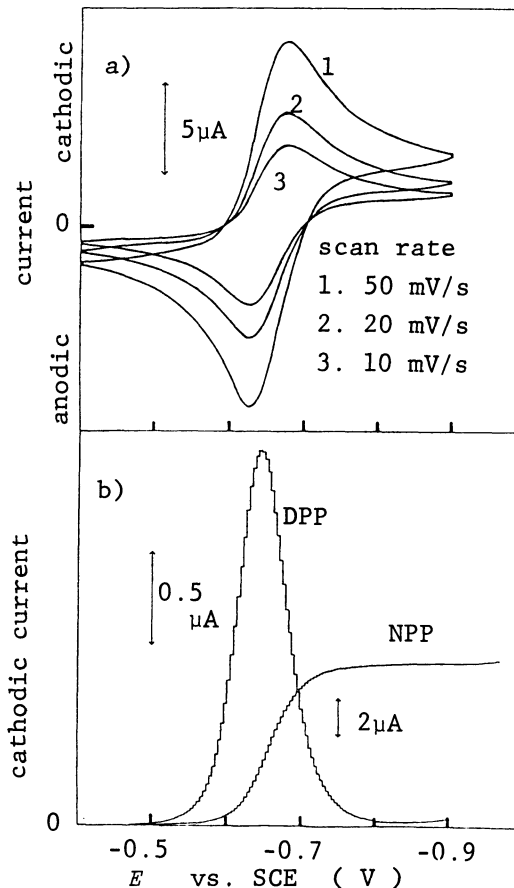 a)
cathodic
5μA
1
2
3
0
current
anodic
scan rate
1. 50 mV/s
2. 20 mV/s
3. 10 mV/s
b)
DPP
0.5
μA
NPP
2μA
cathodic current
0
-0.5 -0.7 -0.9
E vs. SCE ( V )